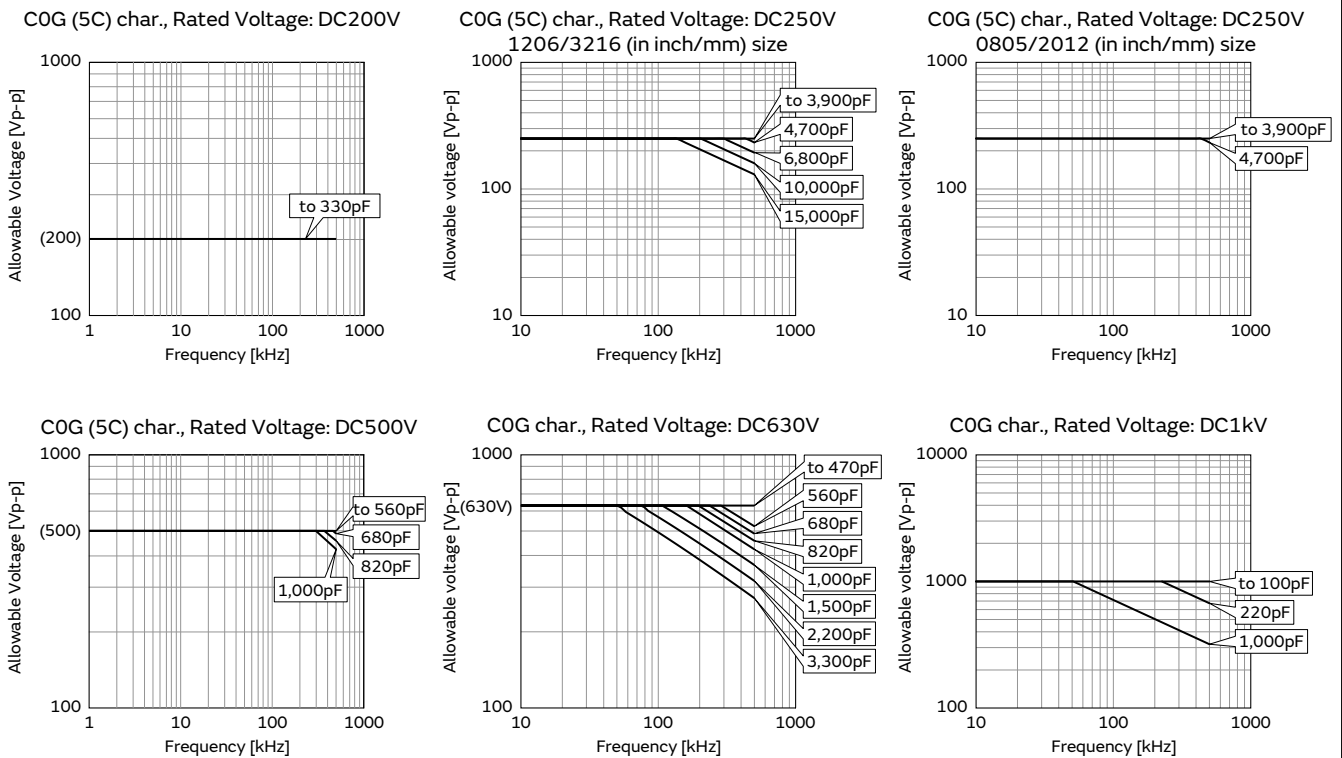 C0G (5C) char., Rated Voltage: DC200V
1000
(200)
100
Allowable Voltage [Vp-p]
to 330pF
1
10
100
1000
Frequency [kHz]
C0G (5C) char., Rated Voltage: DC250V
1206/3216 (in inch/mm) size
1000
100
10
Allowable voltage [Vp-p]
to 3,900pF
4,700pF
6,800pF
10,000pF
15,000pF
10
100
1000
Frequency [kHz]
C0G (5C) char., Rated Voltage: DC250V
0805/2012 (in inch/mm) size
1000
100
10
Allowable voltage [Vp-p]
to 3,900pF
4,700pF
10
100
1000
Frequency [kHz]
C0G (5C) char., Rated Voltage: DC500V
1000
(500)
100
Allowable Voltage [Vp-p]
to 560pF
680pF
820pF
1,000pF
1
10
100
1000
Frequency [kHz]
C0G char., Rated Voltage: DC630V
1000
(630V)
100
Allowable voltage [Vp-p]
to 470pF
560pF
680pF
820pF
1,000pF
1,500pF
2,200pF
3,300pF
10
100
1000
Frequency [kHz]
C0G char., Rated Voltage: DC1kV
10000
1000
100
Allowable voltage [Vp-p]
to 100pF
220pF
1,000pF
10
100
1000
Frequency [kHz]